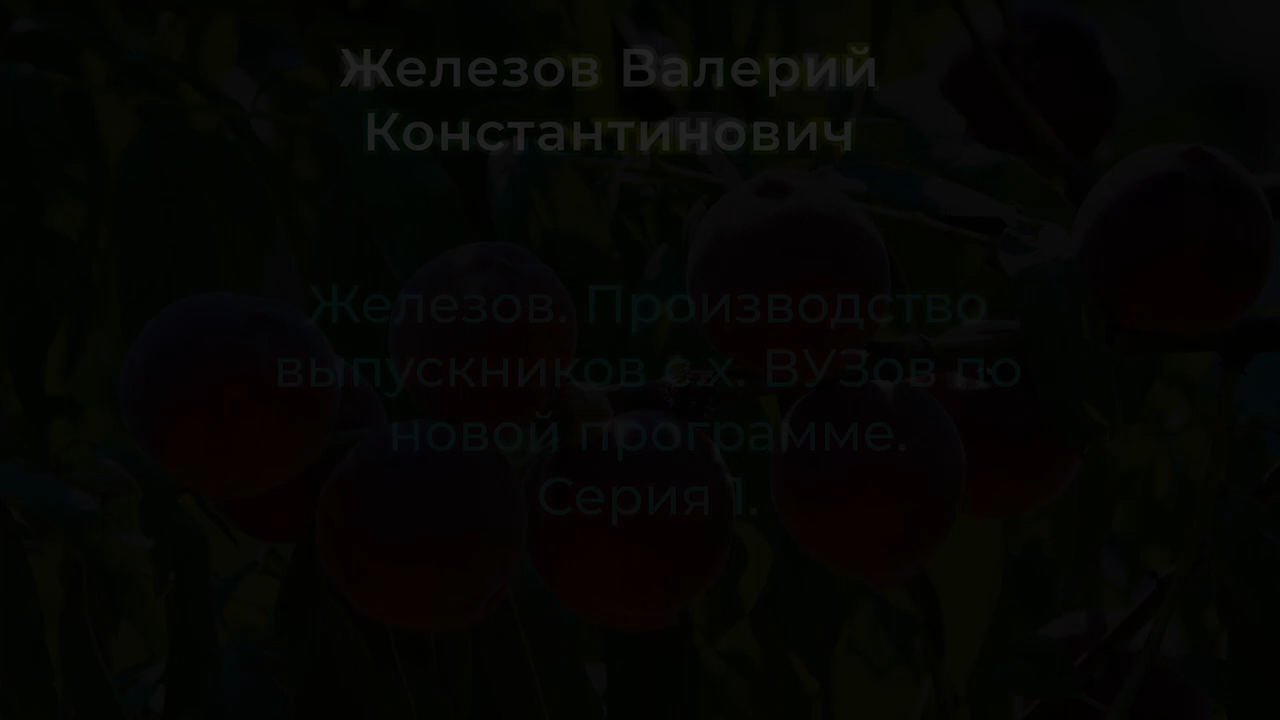 Железов Валерий
Константинович
Железов. Производство
выпускников с.-х. ВУЗов по
новой программе.
Серия 1.